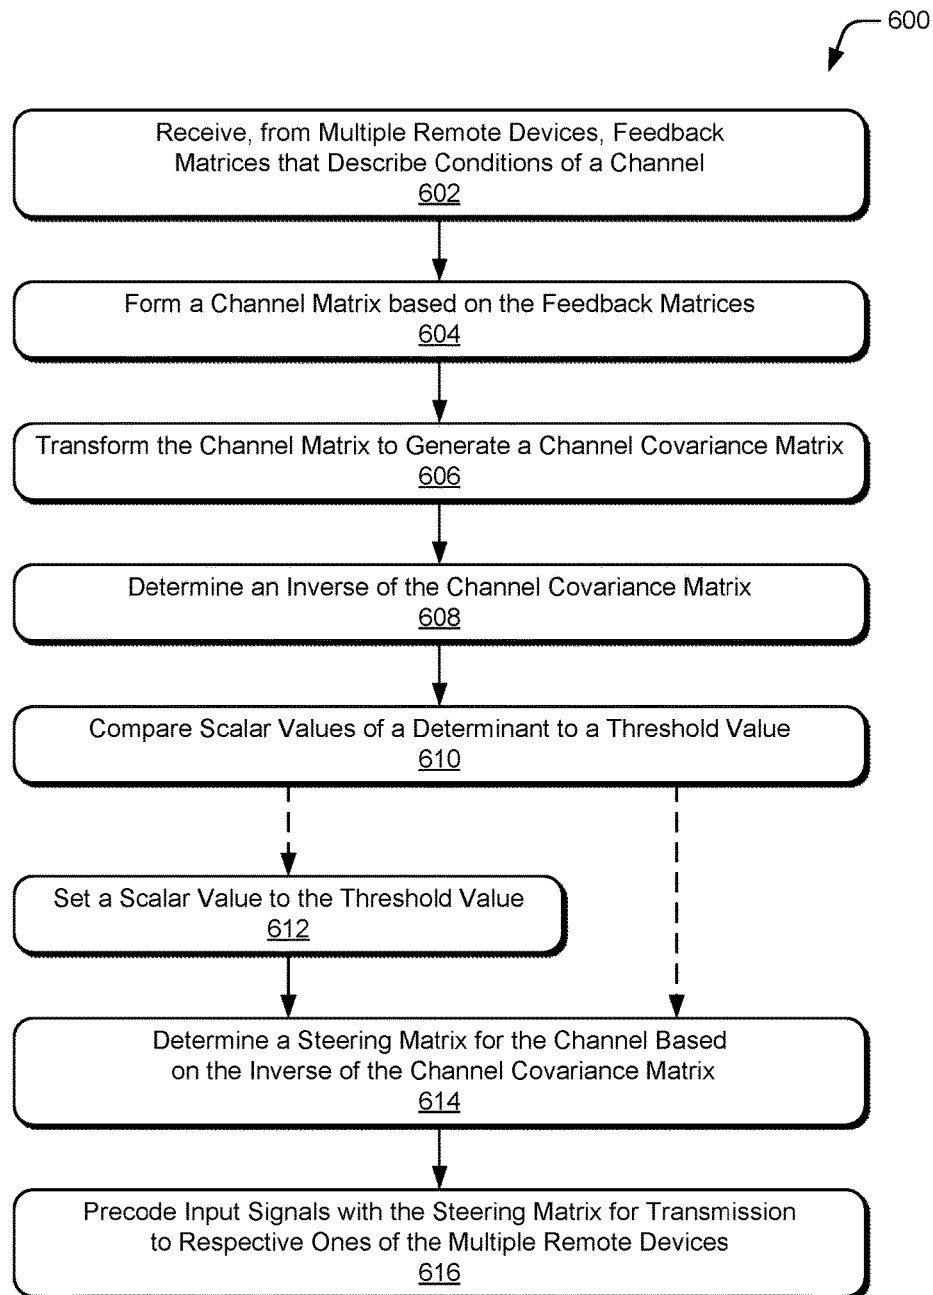 600
Receive, from Multiple Remote Devices, Feedback
Matrices that Describe Conditions of a Channel
602
Form a Channel Matrix based on the Feedback Matrices
604
Transform the Channel Matrix to Generate a Channel Covariance Matrix
606
Determine an Inverse of the Channel Covariance Matrix
608
Compare Scalar Values of a Determinant to a Threshold Value
610
Set a Scalar Value to the Threshold Value
612
Determine a Steering Matrix for the Channel Based
on the Inverse of the Channel Covariance Matrix
614
Precode Input Signals with the Steering Matrix for Transmission
to Respective Ones of the Multiple Remote Devices
616